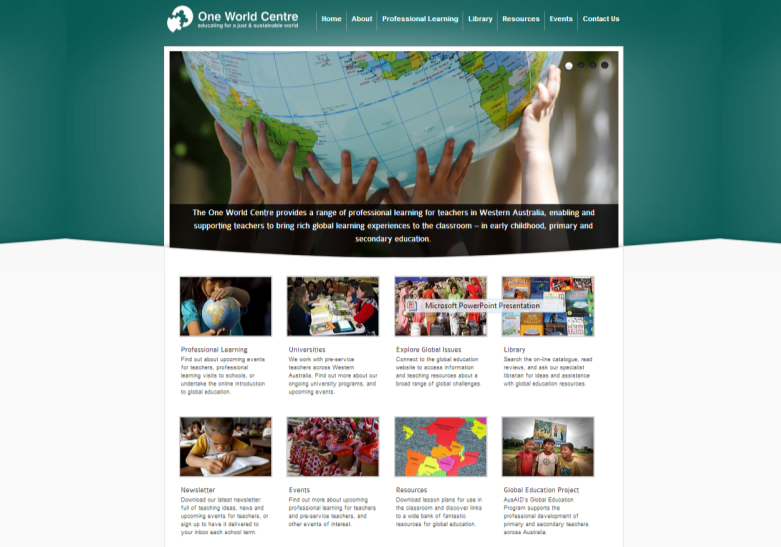 One World Centre
educating for a just & sustainable world
Home
About
Professional Learning
Library
Resources
Events
Contact Us
The One World Centre provides a range of professional learning for teachers in Western Australia, enabling and
supporting teachers to bring rich global learning experiences to the classroom – in early childhood, primary and
secondary education.
Microsoft PowerPoint Presentation
Professional Learning
Find out about upcoming events
for teachers, professional
learning visits to schools, or
undertake the online introduction
to global education.
Universities
We work with pre-service
teachers across Western
Australia. Find out more about our
ongoing university programs, and
upcoming events.
Explore Global Issues
Connect to the global education
website to access information
and teaching resources about a
broad range of global challenges.
Library
Search the on-line catalogue, read
reviews, and ask our specialist
librarian for ideas and assistance
with global education resources.
Newsletter
Download our latest newsletter,
full of teaching ideas, news and
upcoming events for teachers, or
sign up to have it delivered to
your inbox each school term.
Events
Find out more about upcoming
professional learning for teachers
and pre-service teachers, and
other events of interest.
Resources
Download lesson plans for use in
the classroom and discover links
to a wide bank of fantastic
resources for global education.
Global Education Project
AusAID's Global Education
Program supports the
professional development of
primary and secondary teachers
across Australia.